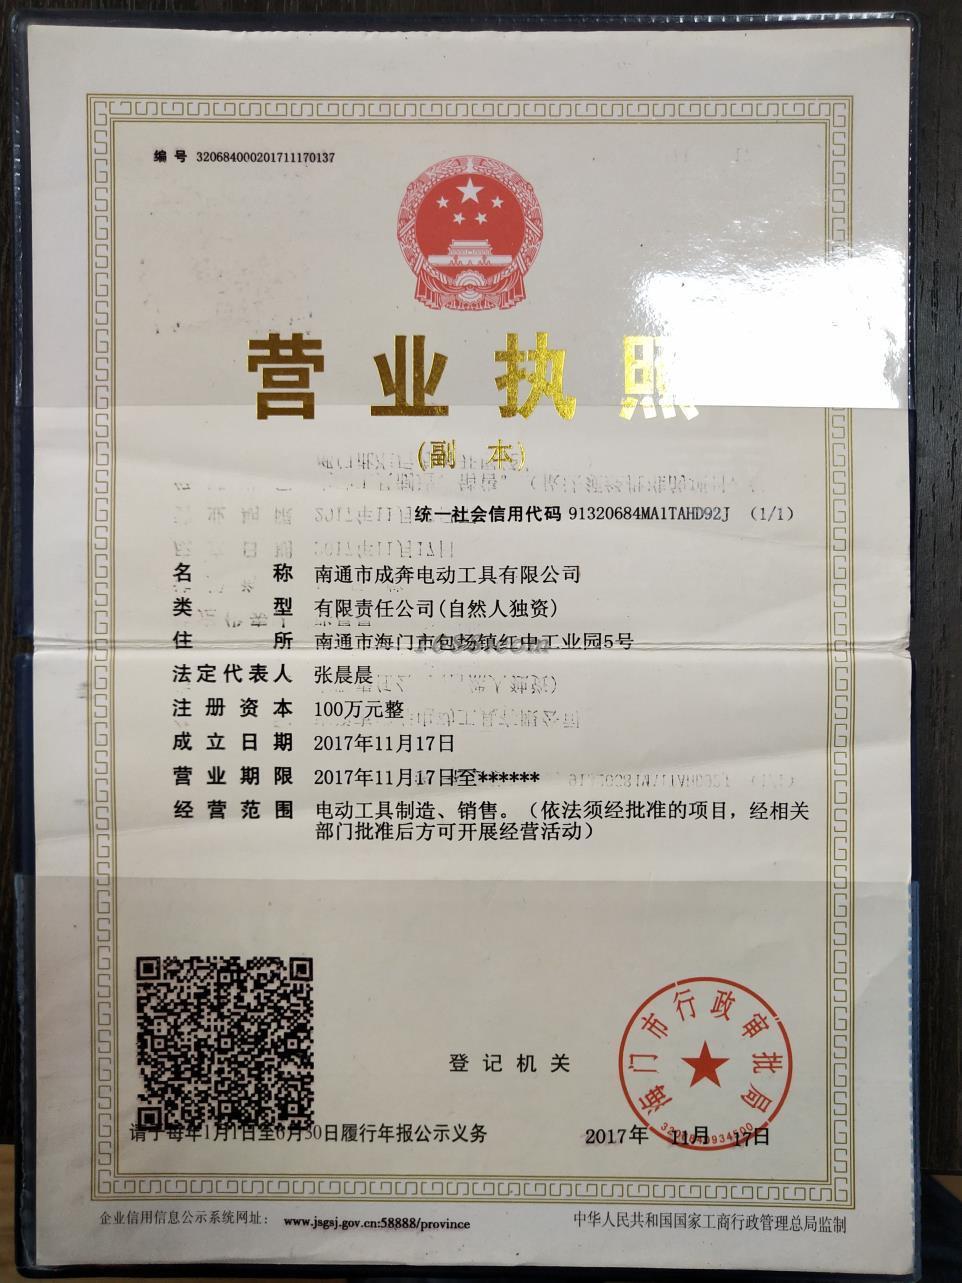 编 号 320684000201711170137
营业执照
(副 本)
统一社会信用代码 91320684MA1TAHD92J (1/1)
名 称 南通市成奔电动工具有限公司
类 型 有限责任公司(自然人独资)
住 所 南通市海门市包场镇红中工业园5号
法定代表人 张晨晨
注 册 资 本 100万元整
成 立 日 期 2017年11月17日
营 业 期 限 2017年11月17日至******
经 营 范 围 电动工具制造、销售。（依法须经批准的项目，经相关
部门批准后方可开展经营活动）
登 记 机 关
海门市行政审批局
请于每年1月1日至6月30日履行年报公示义务
2017年 11月 17日
企业信用信息公示系统网址： www.jsgsj.gov.cn:58888/province
中华人民共和国国家工商行政管理总局监制